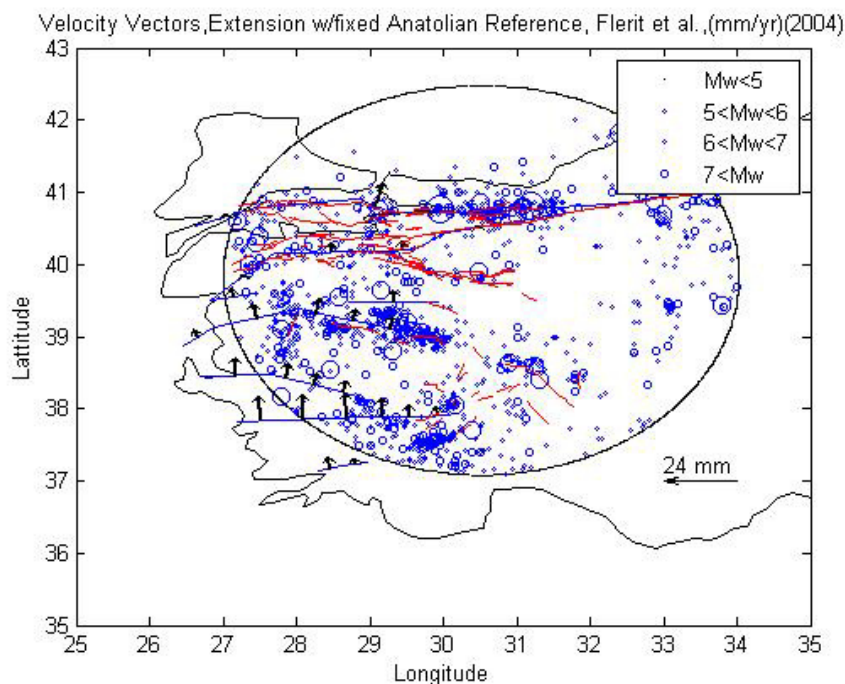 Velocity Vectors,Extension w/fixed Anatolian Reference, Flerit et al.,(mm/yr)(2004)
43
42
41
40
39
38
37
36
35
Lattitude
Mw<5
5<Mw<6
6<Mw<7
7<Mw
24 mm
25 26 27 28 29 30 31 32 33 34 35
Longitude